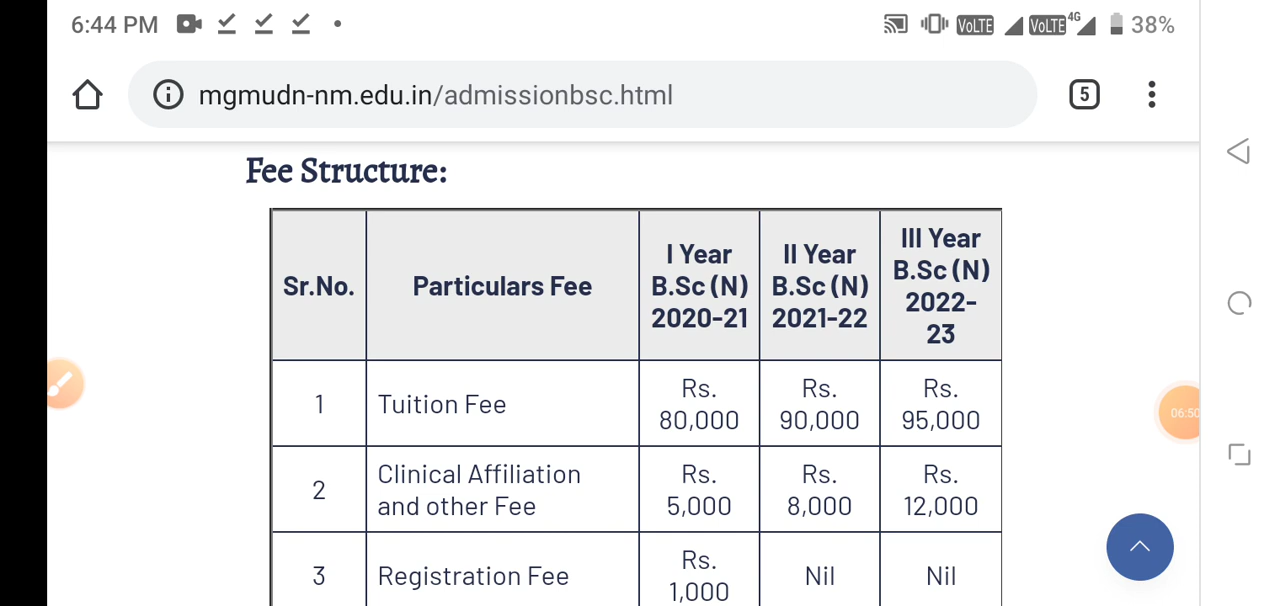 6:44 PM VoLTE VoLTE 4G 38%
mgmudn-nm.edu.in/admissionbsc.html 5
Fee Structure:
Sr.No. Particulars Fee I Year B.Sc (N) 2020-21 II Year B.Sc (N) 2021-22 III Year B.Sc (N) 2022-23
1 Tuition Fee Rs. 80,000 Rs. 90,000 Rs. 95,000
2 Clinical Affiliation and other Fee Rs. 5,000 Rs. 8,000 Rs. 12,000
3 Registration Fee Rs. 1,000 Nil Nil
06:50